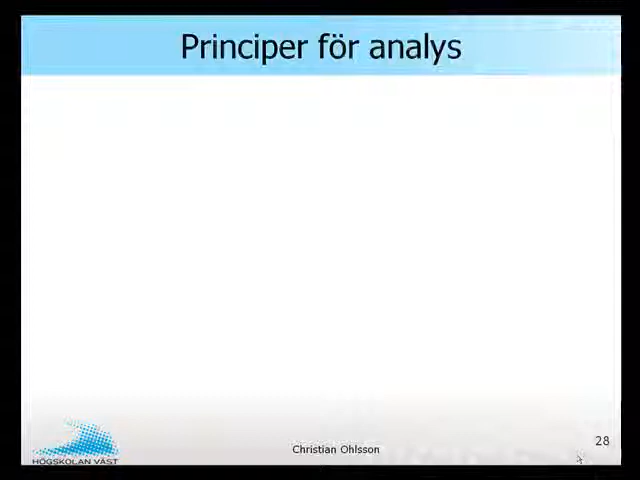 Principer för analys
28
Christian Ohlsson
HÖGSKOLAN VÄST